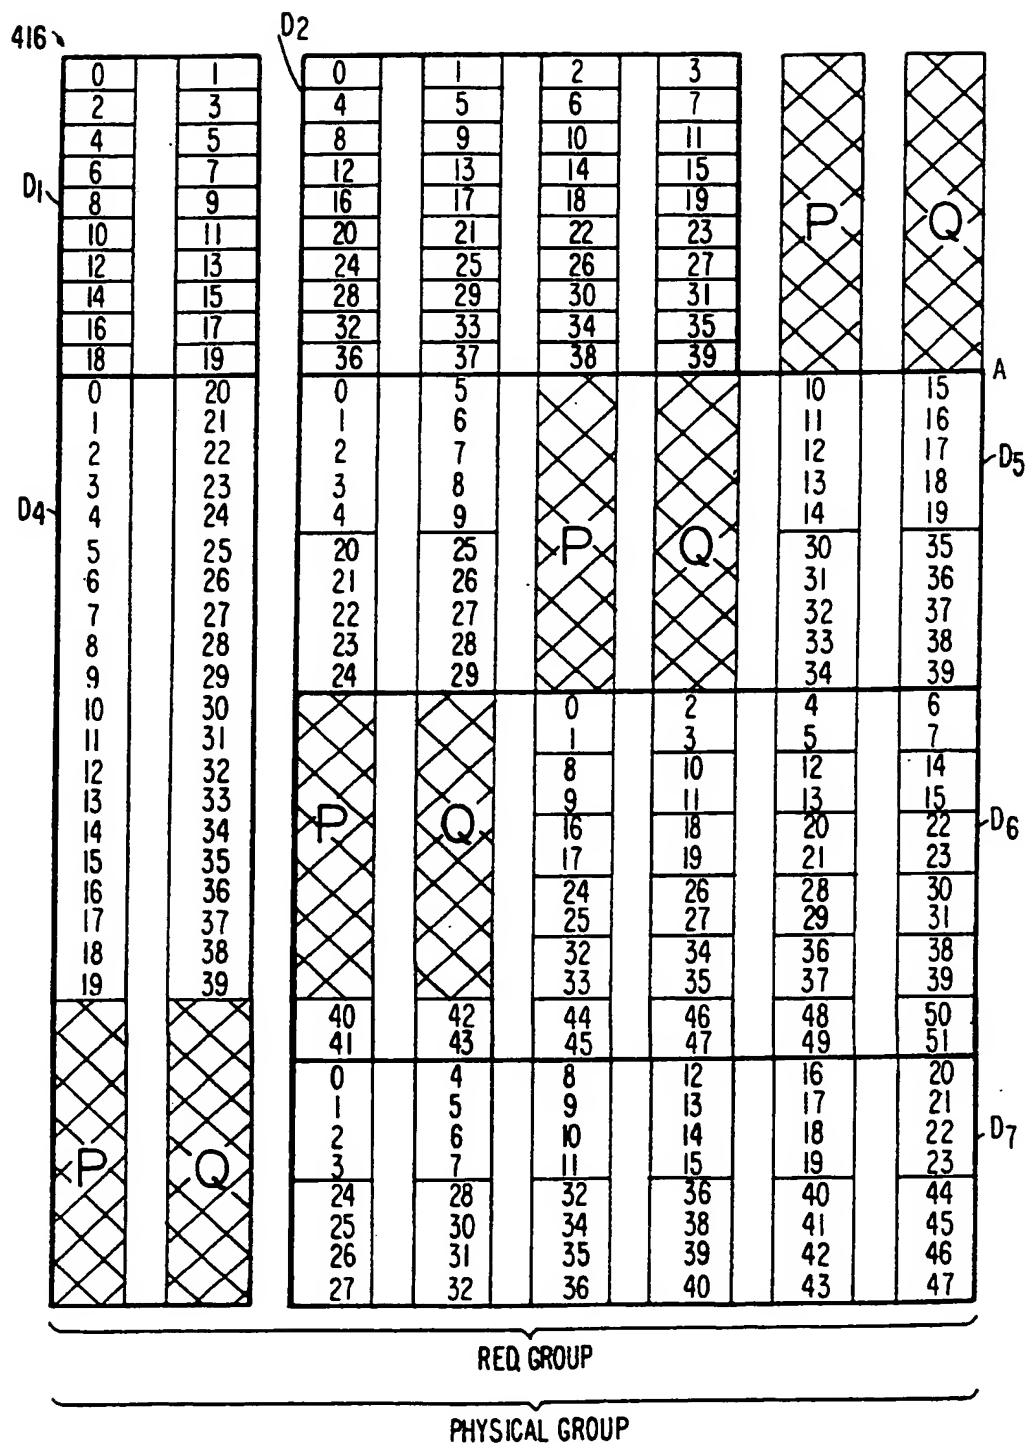 416 D2
0 1 0 1 2 3
2 3 4 5 6 7
4 5 8 9 10 11
6 7 12 13 14 15
D1 8 9 16 17 18 19 P Q
10 11 20 21 22 23
12 13 24 25 26 27
14 15 28 29 30 31
16 17 32 33 34 35
18 19 36 37 38 39
A
0 20 0 5 10 15
1 21 1 6 11 16
2 22 2 7 12 17 D5
3 23 3 8 13 18
D4 4 24 4 9 14 19
5 25 20 25 P Q 30 35
6 26 21 26 31 36
7 27 22 27 32 37
8 28 23 28 33 38
9 29 24 29 34 39
10 30 0 2 4 6
11 31 1 3 5 7
12 32 8 10 12 14
13 33 P Q 9 11 13 15
14 34 16 18 20 22 D6
15 35 17 19 21 23
16 36 24 26 28 30
17 37 25 27 29 31
18 38 32 34 36 38
19 39 33 35 37 39
40 42 44 46 48 50
41 43 45 47 49 51
0 4 8 12 16 20
1 5 9 13 17 21
2 6 10 14 18 22 D7
P Q 3 7 11 15 19 23
24 28 32 36 40 44
25 30 34 38 41 45
26 31 35 39 42 46
27 32 36 40 43 47
RED. GROUP
PHYSICAL GROUP